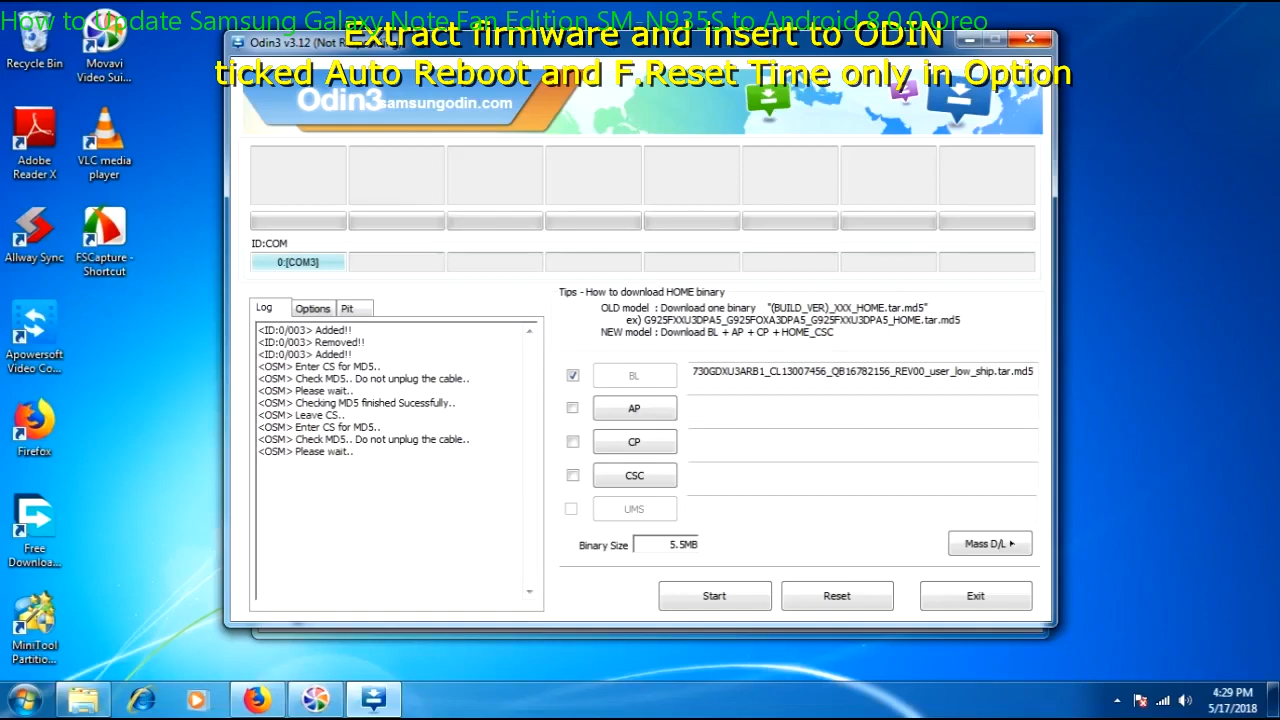 How to Update Samsung Galaxy Note Fan Edition SM-N935S to Android 8.0.0 Oreo
Extract firmware and insert to ODIN
ticked Auto Reboot and F.Reset Time only in Option
Recycle Bin
Movavi
Video Sui...
Adobe
Reader X
VLC media
player
Allway Sync
FSCapture -
Shortcut
Apowersoft
Video Co...
Firefox
Free
Downloa...
MiniTool
Partitio...
Odin3 v3.12 (Not
Odin3 samsungodin.com
ID:COM
0:[COM3]
Log
Options
Pit
<ID:0/003> Added!!
<ID:0/003> Removed!!
<ID:0/003> Added!!
<OSM> Enter CS for MD5..
<OSM> Check MD5.. Do not unplug the cable..
<OSM> Please wait..
<OSM> Checking MD5 finished Sucessfully..
<OSM> Leave CS..
<OSM> Enter CS for MD5..
<OSM> Check MD5.. Do not unplug the cable..
<OSM> Please wait..
Tips - How to download HOME binary
OLD model : Download one binary "(BUILD_VER)_XXX_HOME.tar.md5"
ex) G925FXXU3DPA5_G925FOXA3DPA5_G925FXXU3DPA5_HOME.tar.md5
NEW model : Download BL + AP + CP + HOME_CSC
BL
730GDXU3ARB1_CL13007456_QB16782156_REV00_user_low_ship.tar.md5
AP
CP
CSC
UMS
Binary Size
5.5MB
Mass D/L
Start
Reset
Exit
4:29 PM
5/17/2018